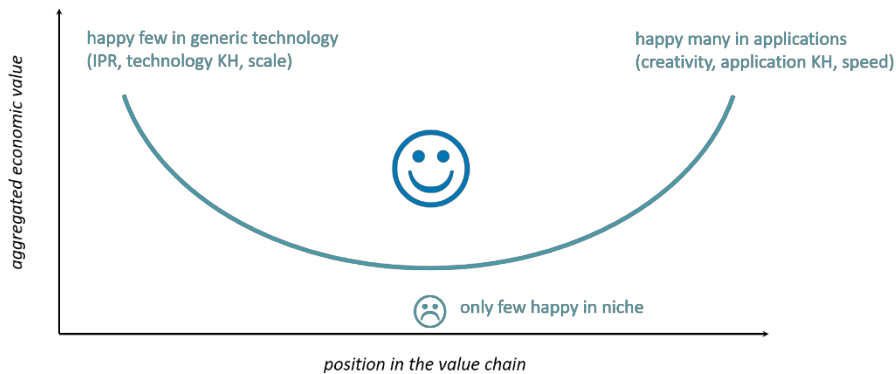 happy few in generic technology
(IPR, technology KH, scale)
happy many in applications
(creativity, application KH, speed)
aggregated economic value
only few happy in niche
position in the value chain